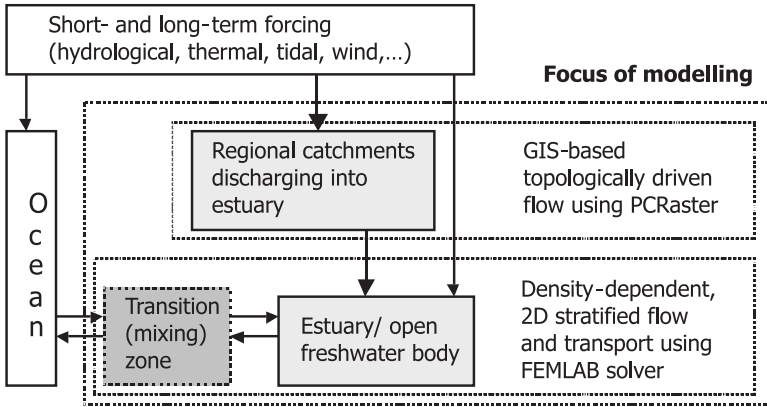 Short- and long-term forcing
(hydrological, thermal, tidal, wind,...)
Focus of modelling
Regional catchments
discharging into
estuary
GIS-based
topologically driven
flow using PCRaster
Ocean
Transition
(mixing)
zone
Estuary/ open
freshwater body
Density-dependent,
2D stratified flow
and transport using
FEMLAB solver